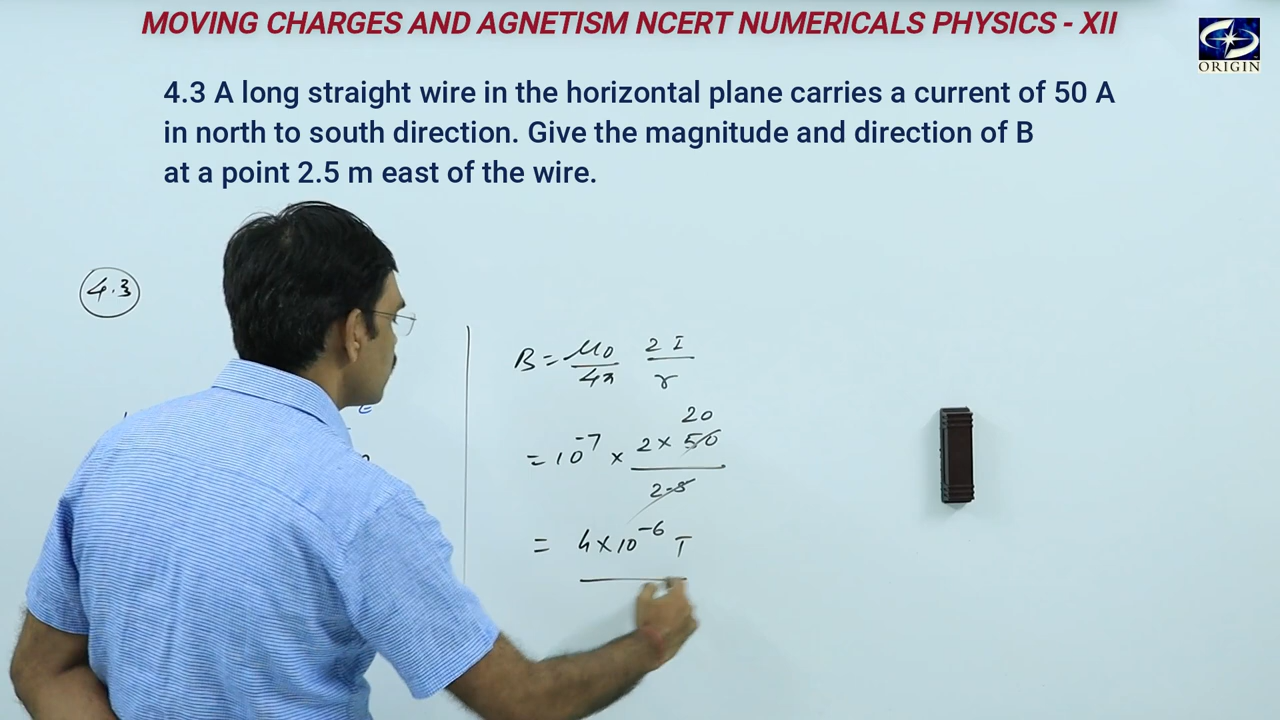 MOVING CHARGES AND AGNETISM NCERT NUMERICALS PHYSICS - XII
ORIGIN
4.3 A long straight wire in the horizontal plane carries a current of 50 A
in north to south direction. Give the magnitude and direction of B
at a point 2.5 m east of the wire.
4.3
B = μ0/4π 2I/r
20
= 10^-7 × 2 × 50/2.5
= 4×10^-6 T
E